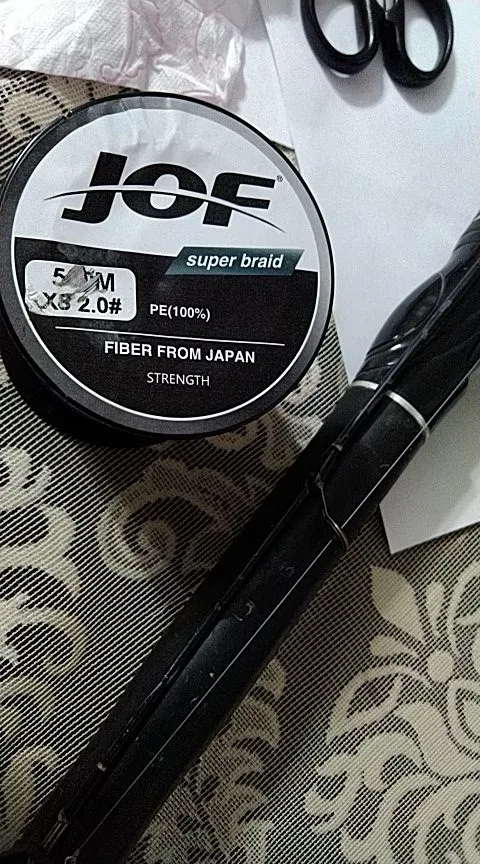 JOF®
super braid
X8 2.0#
PE(100%)
FIBER FROM JAPAN
STRENGTH